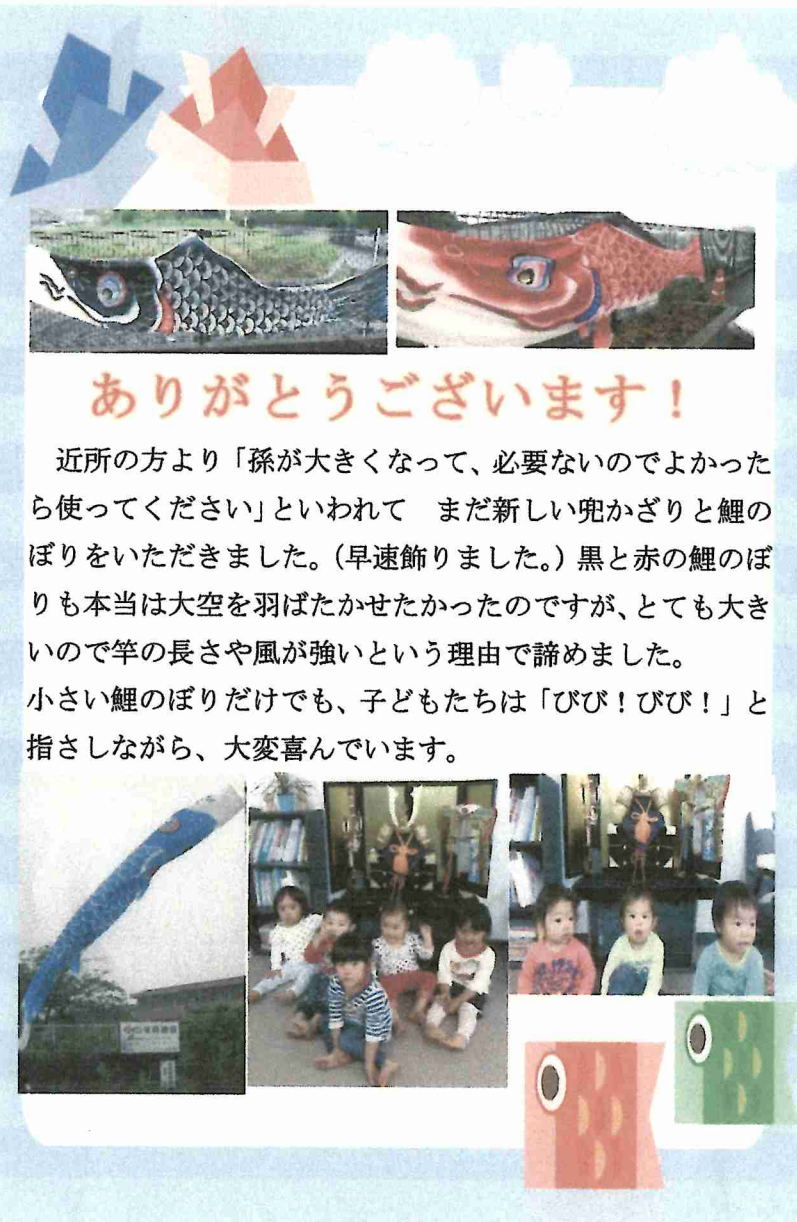 ありがとうございます！
　近所の方より「孫が大きくなって、必要ないのでよかった
ら使ってください」といわれて　まだ新しい兜かざりと鯉の
ぼりをいただきました。（早速飾りました。）黒と赤の鯉のぼ
りも本当は大空を羽ばたかせたかったのですが、とても大き
いので竿の長さや風が強いという理由で諦めました。
小さい鯉のぼりだけでも、子どもたちは「びび！びび！」と
指さしながら、大変喜んでいます。